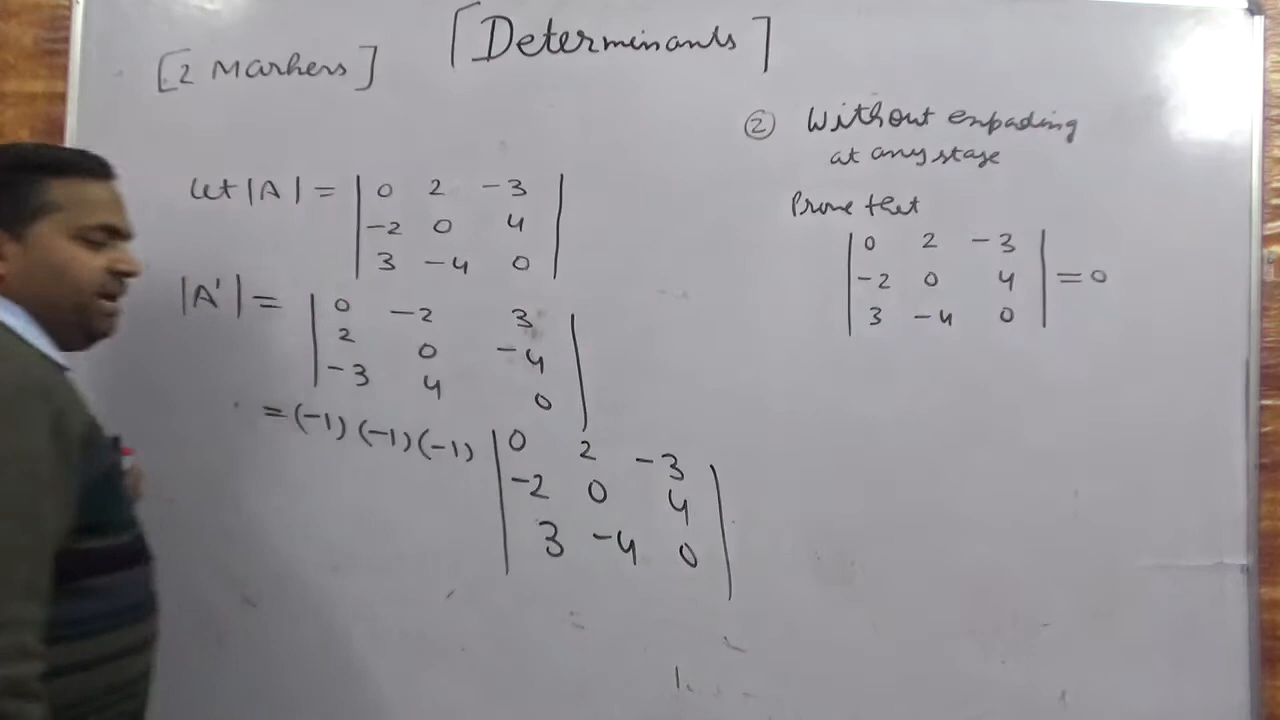 [Determinants]
[2 Markers]
② Without enpading
at any stage
Prove that
|0 2 -3|
|-2 0 4| = 0
|3 -4 0|
let |A| = |0 2 -3|
|-2 0 4|
|3 -4 0|
|A'| = |0 -2 3|
|2 0 -4|
|-3 4 0|
= (-1) (-1) (-1) |0 2 -3|
|-2 0 4|
|3 -4 0|